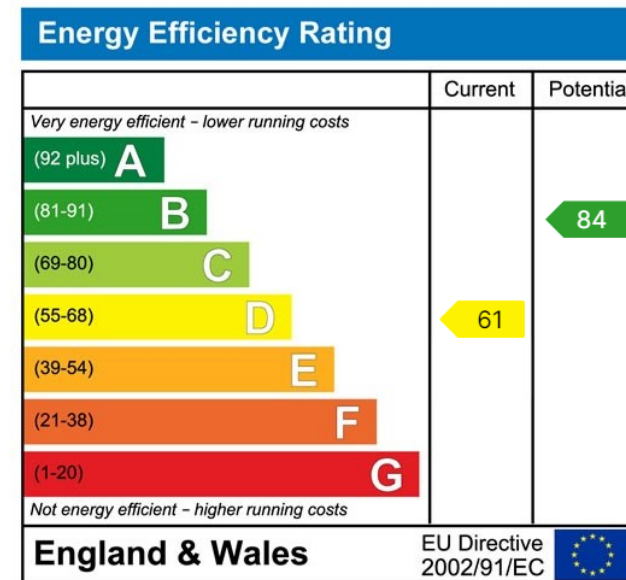 Energy Efficiency Rating
Current Potentia
Very energy efficient – lower running costs
(92 plus) A
(81-91) B
84
(69-80) C
(55-68) D
61
(39-54) E
(21-38) F
(1-20) G
Not energy efficient – higher running costs
England & Wales
EU Directive
2002/91/EC